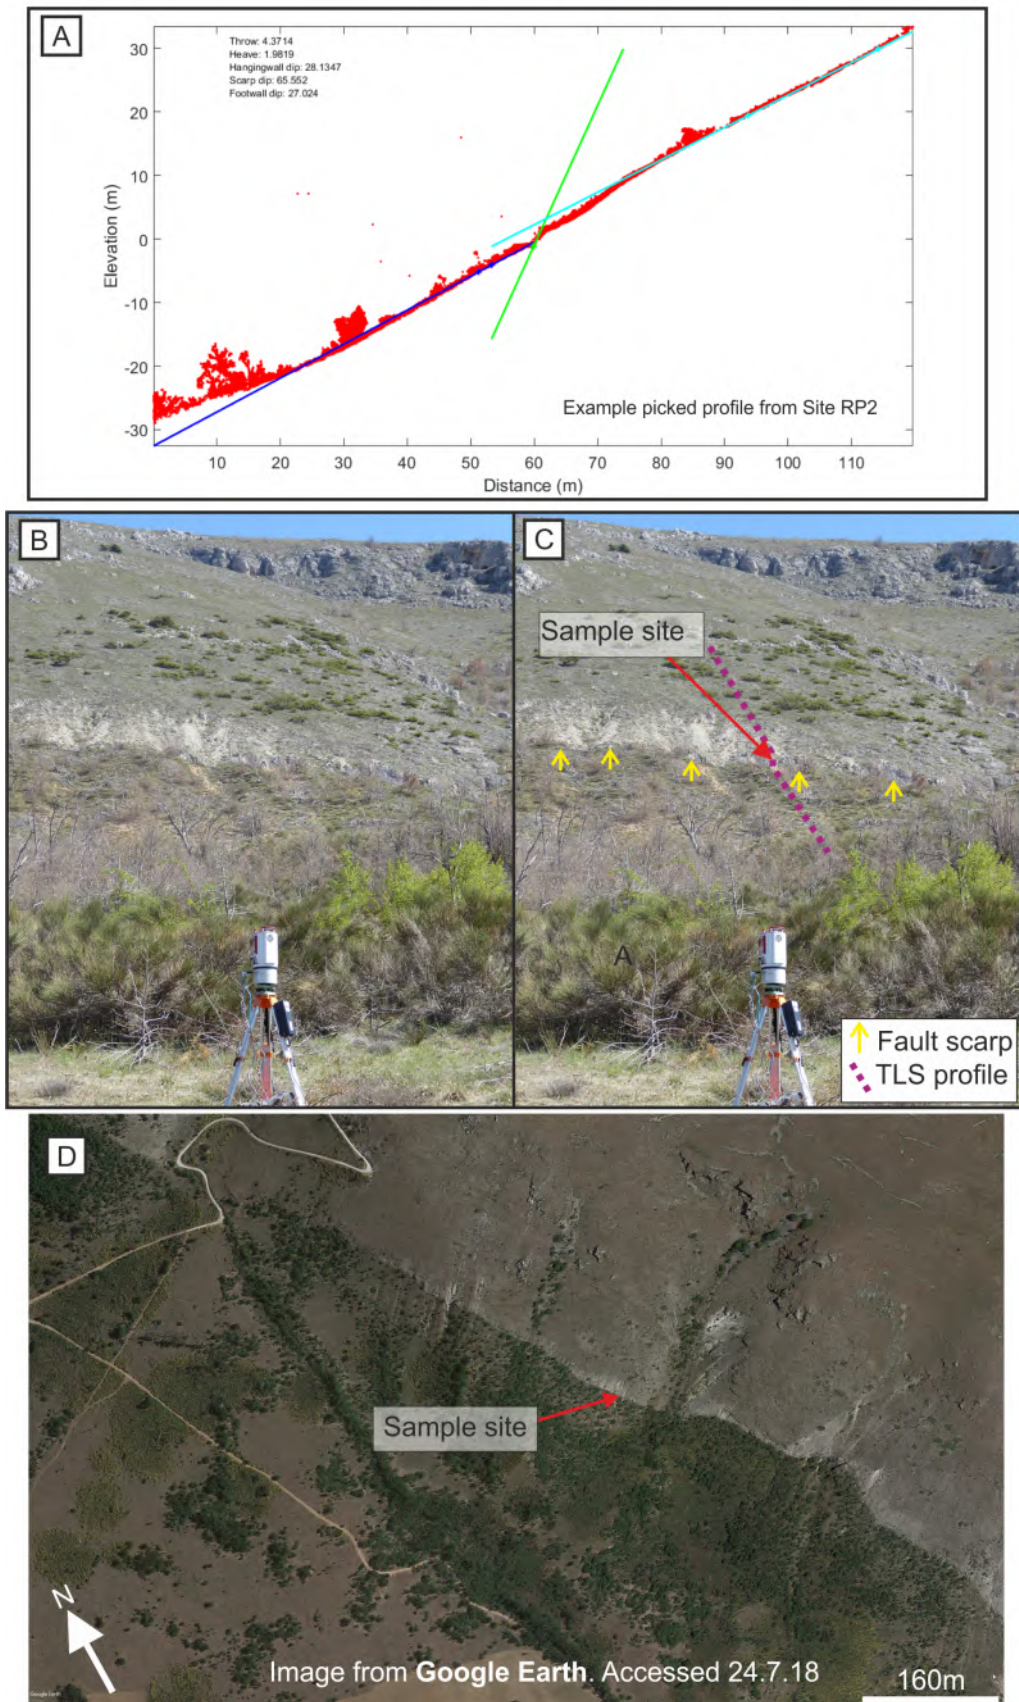 A
Throw: 4.3714
Heave: 1.9819
Hangingwall dip: 28.1347
Scarp dip: 65.552
Footwall dip: 27.024
30
20
10
0
-10
-20
-30
Elevation (m)
10 20 30 40 50 60 70 80 90 100 110
Distance (m)
Example picked profile from Site RP2
B
C
Sample site
A
Fault scarp
TLS profile
D
Sample site
N
Image from Google Earth. Accessed 24.7.18
160m
Google Earth